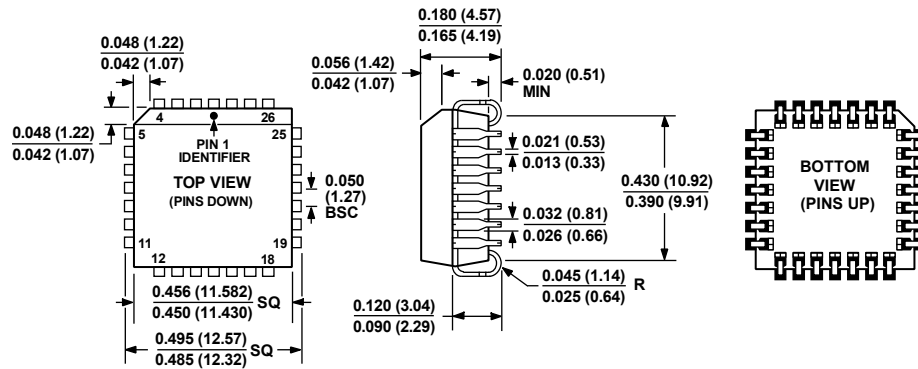 0.180 (4.57)
0.165 (4.19)
0.048 (1.22)
0.042 (1.07)
0.056 (1.42)
0.042 (1.07)
0.020 (0.51)
MIN
0.048 (1.22)
0.042 (1.07)
4
26
5
25
PIN 1
IDENTIFIER
TOP VIEW
(PINS DOWN)
0.050
(1.27)
BSC
11
19
12
18
0.021 (0.53)
0.013 (0.33)
0.032 (0.81)
0.026 (0.66)
0.430 (10.92)
0.390 (9.91)
BOTTOM
VIEW
(PINS UP)
0.045 (1.14)
0.025 (0.64)
R
0.456 (11.582)
0.450 (11.430)
SQ
0.495 (12.57)
0.485 (12.32)
SQ
0.120 (3.04)
0.090 (2.29)